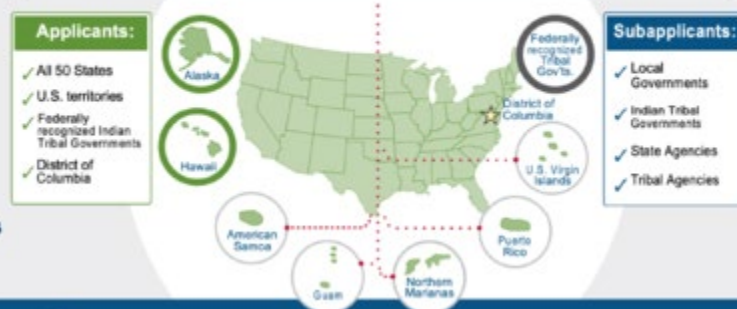 Applicants:
✓ All 50 States
✓ U.S. territories
✓ Federally
recognized Indian
Tribal Governments
✓ District of
Columbia
Alaska
Hawaii
American
Samoa
Guam
Northern
Marianas
Puerto
Rico
U.S. Virgin
Islands
District of
Columbia
Federally
recognized
Tribal
Gov'ts.
Subapplicants:
✓ Local
Governments
✓ Indian Tribal
Governments
✓ State Agencies
✓ Tribal Agencies